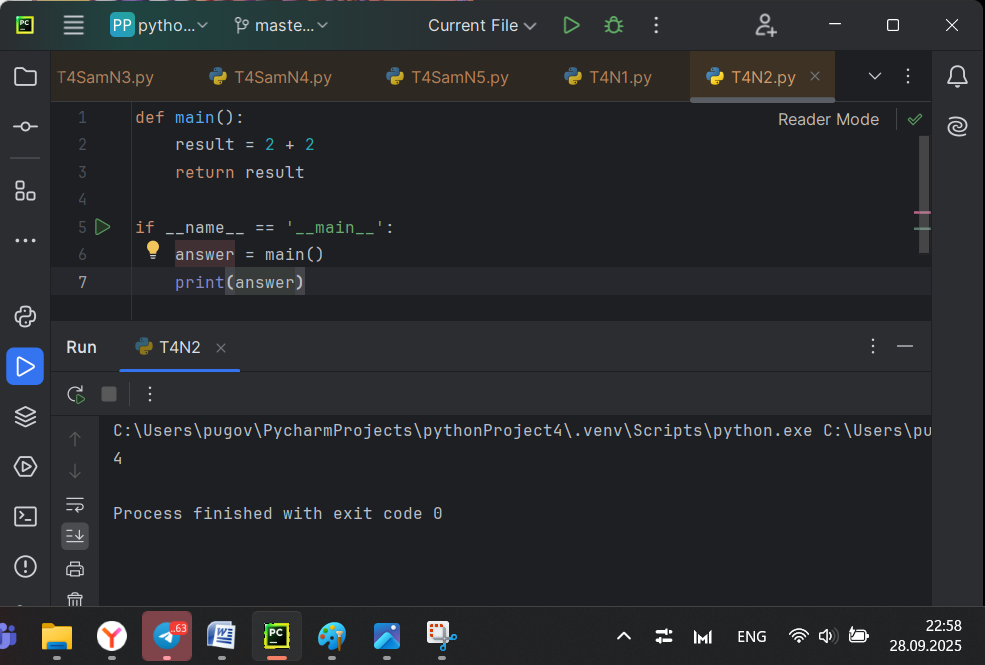 PC PP pytho... maste... Current File
T4SamN3.py T4SamN4.py T4SamN5.py T4N1.py T4N2.py
Reader Mode
1 def main():
2 result = 2 + 2
3 return result
4
5 if __name__ == '__main__':
6 answer = main()
7 print(answer)
Run T4N2
C:\Users\pugov\PycharmProjects\pythonProject4\.venv\Scripts\python.exe C:\Users\pu
4
Process finished with exit code 0
.63 W PC ENG 22:58
28.09.2025